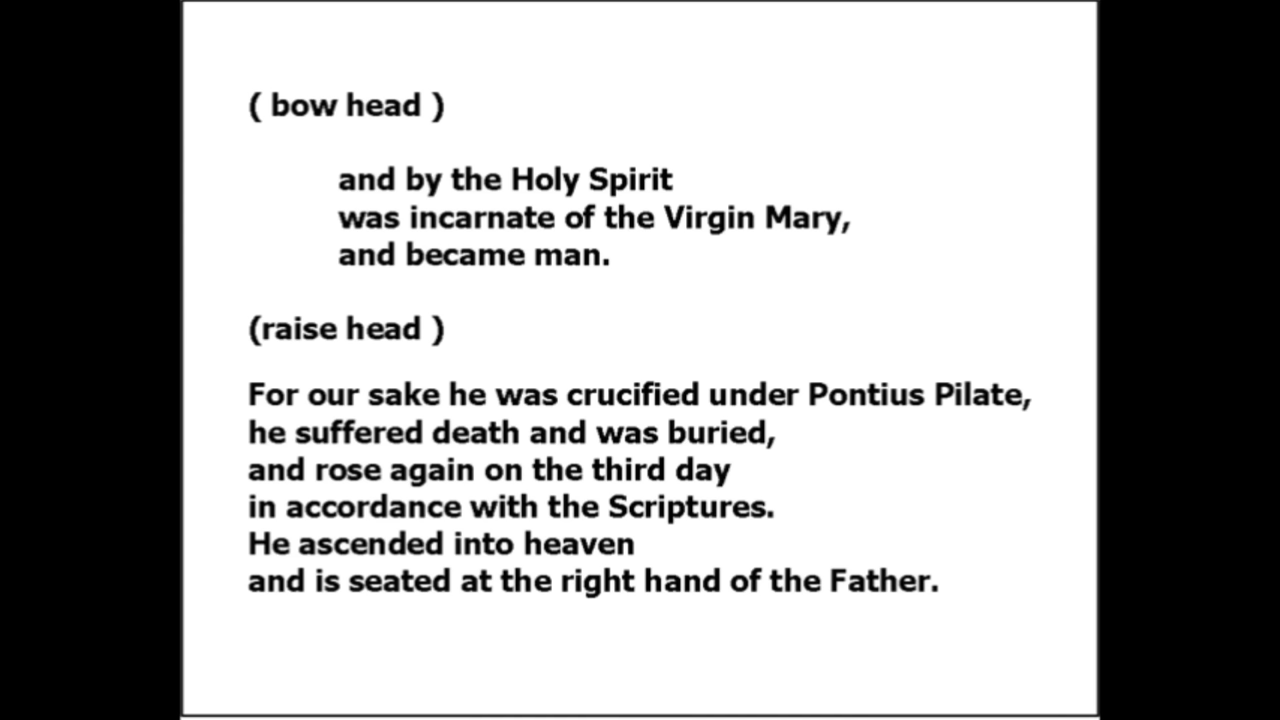 ( bow head )
and by the Holy Spirit
was incarnate of the Virgin Mary,
and became man.
(raise head )
For our sake he was crucified under Pontius Pilate,
he suffered death and was buried,
and rose again on the third day
in accordance with the Scriptures.
He ascended into heaven
and is seated at the right hand of the Father.